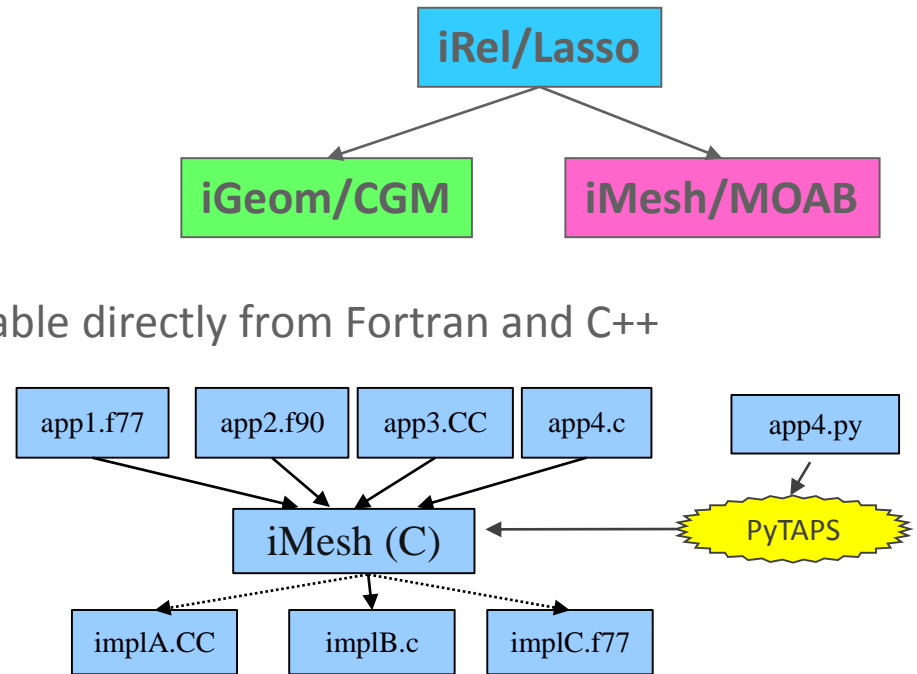 iRel/Lasso
iGeom/CGM iMesh/MOAB
able directly from Fortran and C++
app1.f77 app2.f90 app3.CC app4.c app4.py
iMesh (C) PyTAPS
implA.CC implB.c implC.f77